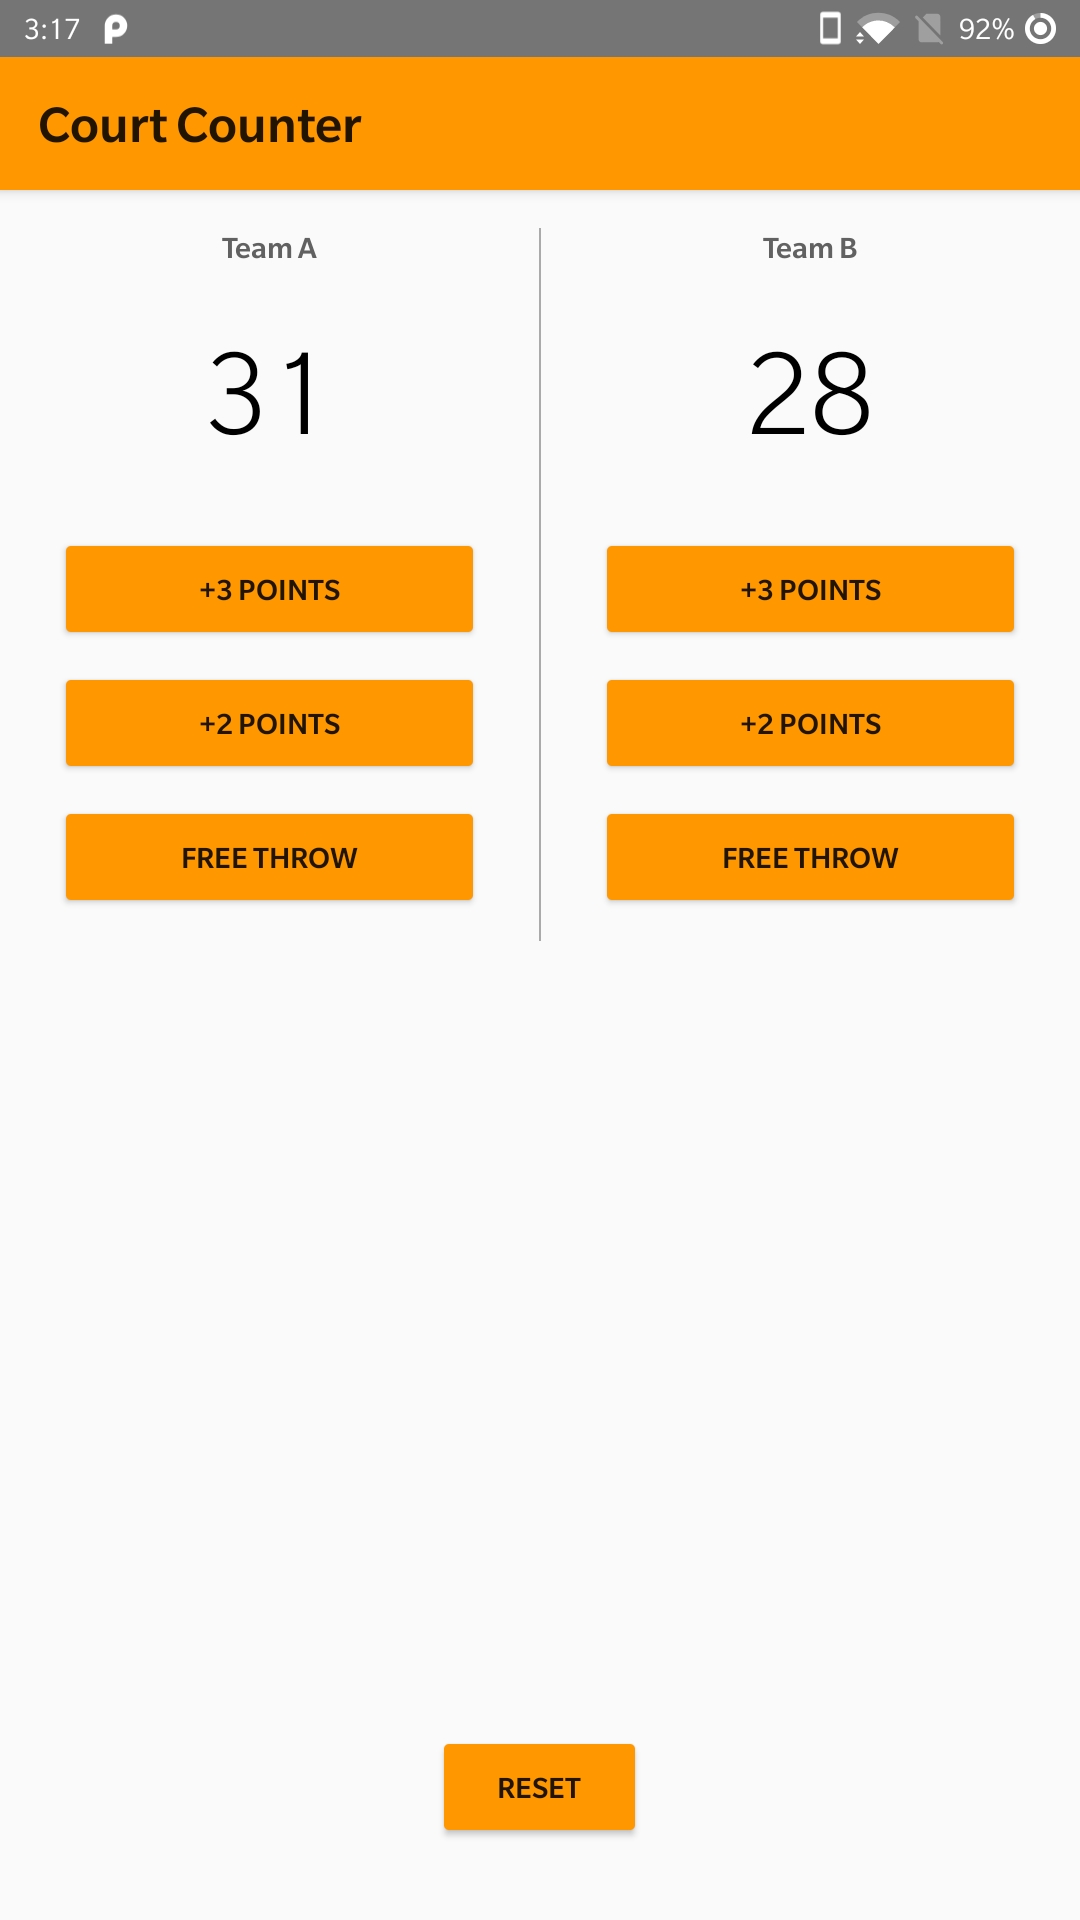 3:17 92%
Court Counter
Team A
31
+3 POINTS
+2 POINTS
FREE THROW
Team B
28
+3 POINTS
+2 POINTS
FREE THROW
RESET